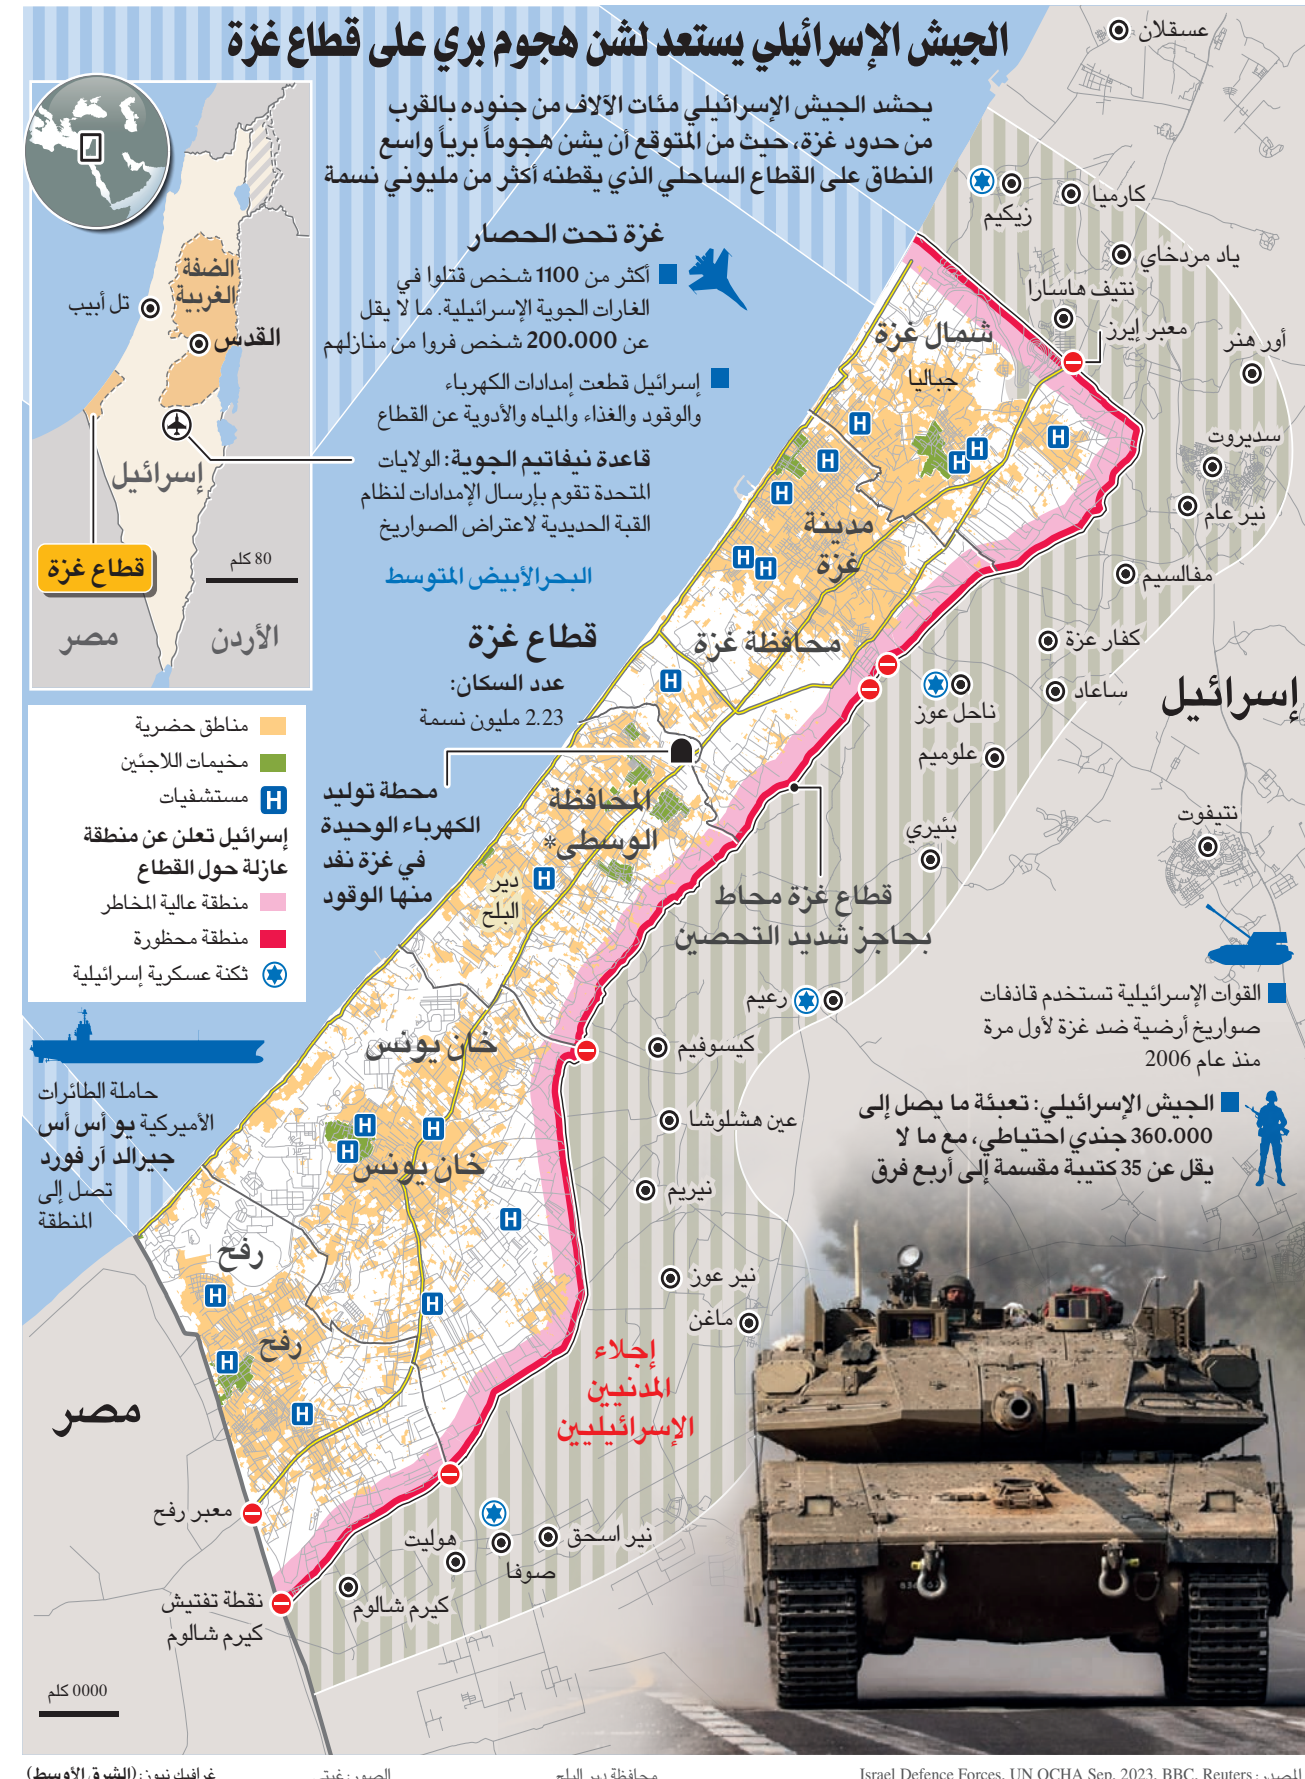 الجيش الإسرائيلي يستعد لشن هجوم بري على قطاع غزة
يحشد الجيش الإسرائيلي مئات الآلاف من جنوده بالقرب
من حدود غزة، حيث من المتوقع أن يشن هجوماً برياً واسع
النطاق على القطاع الساحلي الذي يقطنه أكثر من مليوني نسمة
غزة تحت الحصار
أكثر من 1100 شخص قتلوا في
الغارات الجوية الإسرائيلية. ما لا يقل
عن 200.000 شخص فروا من منازلهم
إسرائيل قطعت إمدادات الكهرباء
والوقود والغذاء والمياه والأدوية عن القطاع
قاعدة نيفاتيم الجوية: الولايات
المتحدة تقوم بإرسال الإمدادات لنظام
القبة الحديدية لاعتراض الصواريخ
البحر الأبيض المتوسط
قطاع غزة
عدد السكان:
2.23 مليون نسمة
محطة توليد
الكهرباء الوحيدة
في غزة نفد
منها الوقود
الضفة
الغربية
تل أبيب
القدس
إسرائيل
قطاع غزة
80 كلم
مصر
الأردن
مناطق حضرية
مخيمات اللاجئين
H مستشفيات
إسرائيل تعلن عن منطقة
عازلة حول القطاع
منطقة عالية المخاطر
منطقة محظورة
ثكنة عسكرية إسرائيلية
حاملة الطائرات
الأميركية يو أس أس
جيرالد آر فورد
تصل إلى
المنطقة
عسقلان
كارميا
زيكيم
ياد مردخاي
نتيف هاسارا
معبر إيرز
أور هنر
سديروت
نير عام
مفالسيم
كفار عزة
ساعاد
ناحل عوز
علوميم
إسرائيل
بئيري
نتيفوت
شمال غزة
جباليا
مدينة
غزة
محافظة غزة
المحافظة
الوسطى*
دير
البلح
قطاع غزة محاط
بحاجز شديد التحصين
القوات الإسرائيلية تستخدم قاذفات
صواريخ أرضية ضد غزة لأول مرة
منذ عام 2006
الجيش الإسرائيلي: تعبئة ما يصل إلى
360.000 جندي احتياطي، مع ما لا
يقل عن 35 كتيبة مقسمة إلى أربع فرق
رعيم
كيسوفيم
عين هشلوشا
نيريم
نير عوز
ماغن
خان يونس
خان يونس
رفح
رفح
إجلاء
المدنيين
الإسرائيليين
مصر
معبر رفح
نقطة تفتيش
كيرم شالوم
هوليت
صوفا
نير اسحق
كيرم شالوم
0000 كلم
المصدر: Israel Defence Forces, UN OCHA Sep, 2023, BBC, Reuters
محافظة دير البلح
الصور: غيتي
غرافيك نيوز: (الشرق الأوسط)